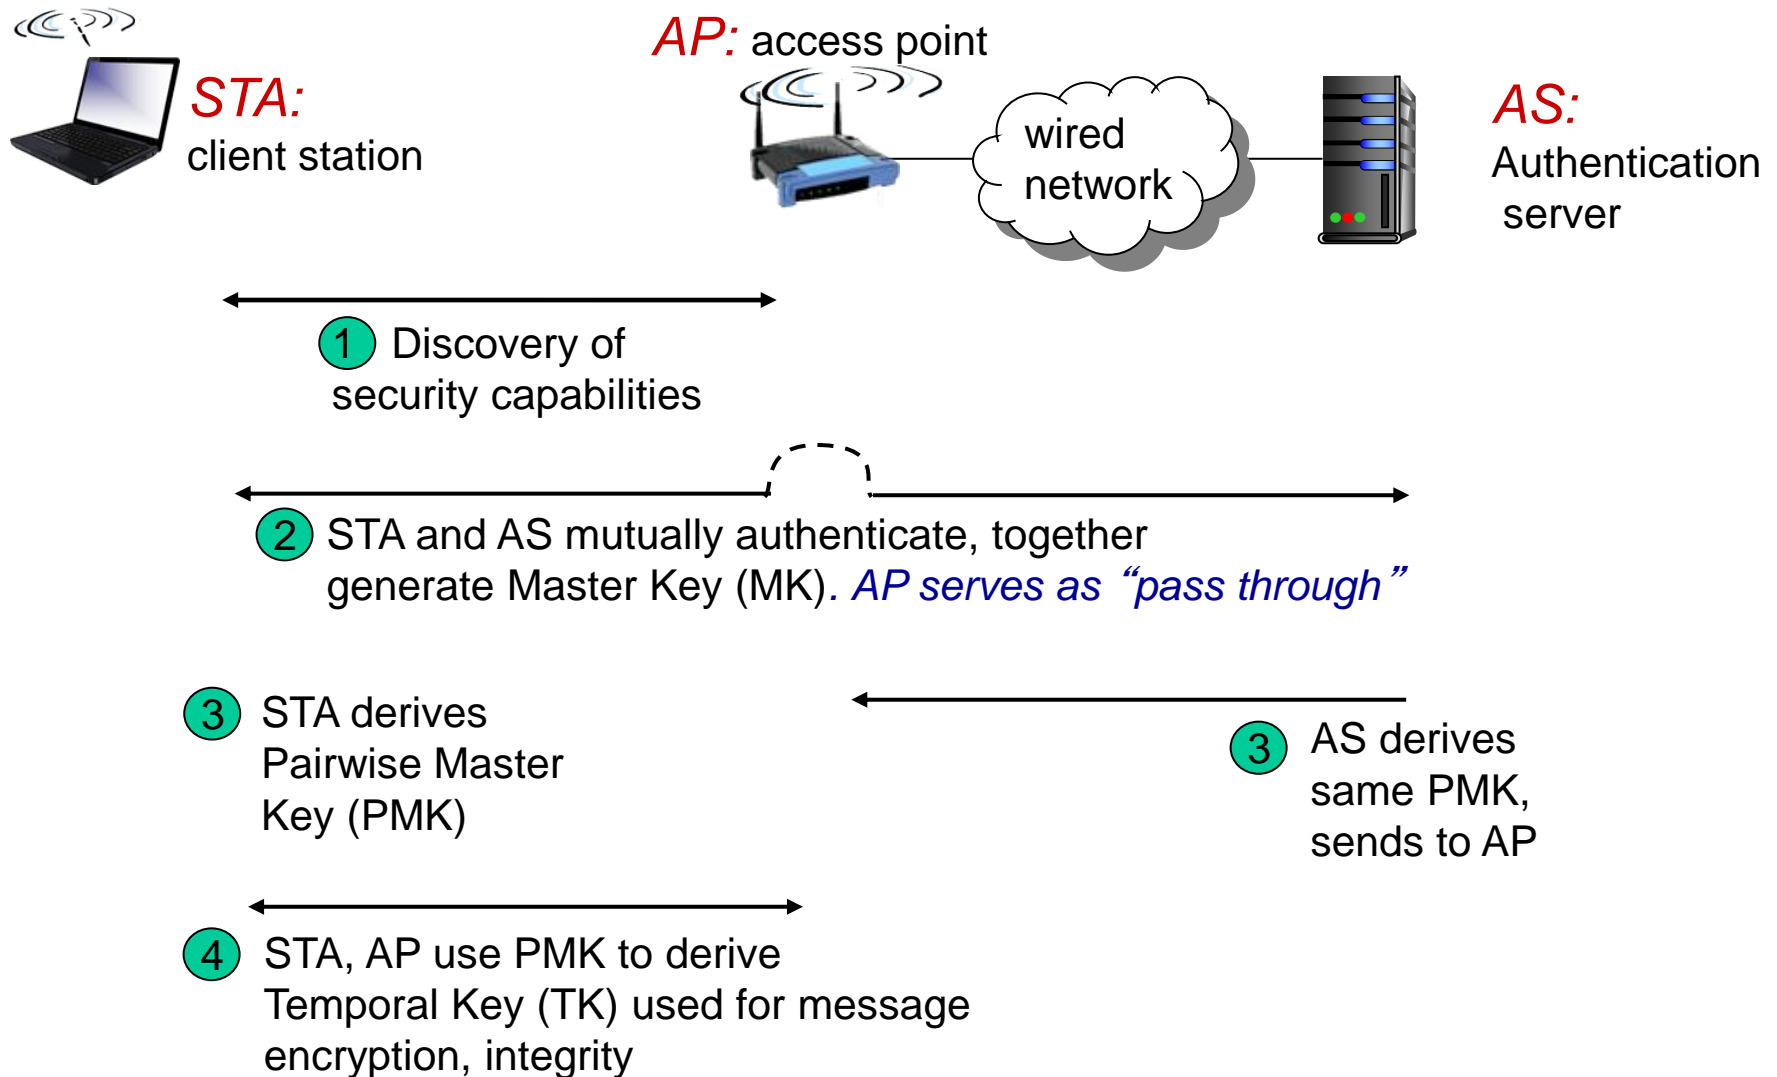 AP: access point
STA:
client station
wired
network
AS:
Authentication
server
1 Discovery of
security capabilities
2 STA and AS mutually authenticate, together
generate Master Key (MK). AP serves as “pass through”
3 STA derives
Pairwise Master
Key (PMK)
3 AS derives
same PMK,
sends to AP
4 STA, AP use PMK to derive
Temporal Key (TK) used for message
encryption, integrity